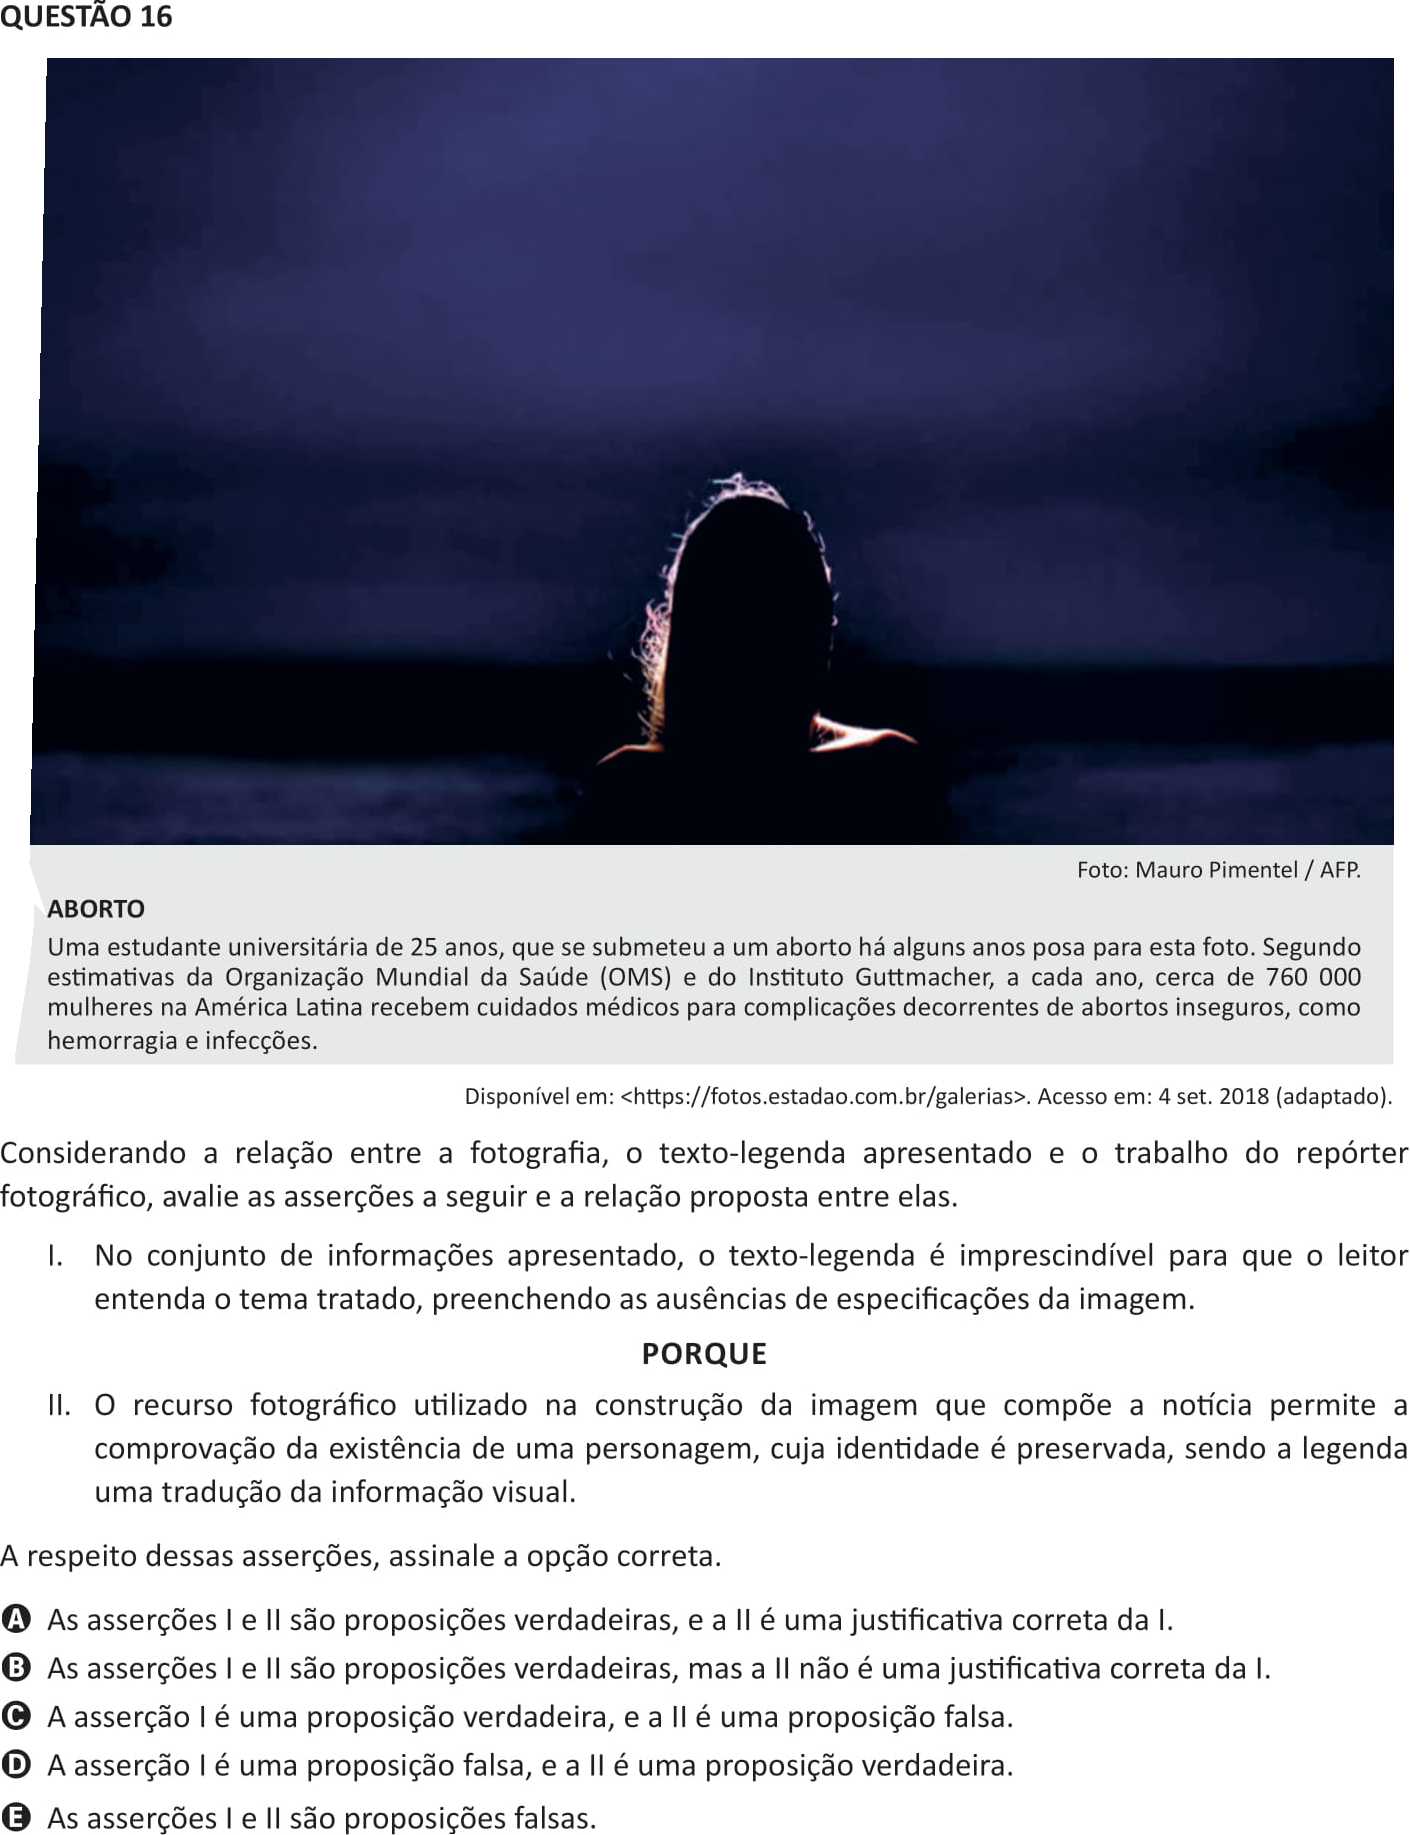 QUESTÃO 16
Foto: Mauro Pimentel / AFP.
ABORTO
Uma estudante universitária de 25 anos, que se submeteu a um aborto há alguns anos posa para esta foto. Segundo
estimativas da Organização Mundial da Saúde (OMS) e do Instituto Guttmacher, a cada ano, cerca de 760 000
mulheres na América Latina recebem cuidados médicos para complicações decorrentes de abortos inseguros, como
hemorragia e infecções.
Disponível em: <https://fotos.estadao.com.br/galerias>. Acesso em: 4 set. 2018 (adaptado).
Considerando a relação entre a fotografia, o texto-legenda apresentado e o trabalho do repórter
fotográfico, avalie as asserções a seguir e a relação proposta entre elas.
I. No conjunto de informações apresentado, o texto-legenda é imprescindível para que o leitor
entenda o tema tratado, preenchendo as ausências de especificações da imagem.
PORQUE
II. O recurso fotográfico utilizado na construção da imagem que compõe a notícia permite a
comprovação da existência de uma personagem, cuja identidade é preservada, sendo a legenda
uma tradução da informação visual.
A respeito dessas asserções, assinale a opção correta.
A As asserções I e II são proposições verdadeiras, e a II é uma justificativa correta da I.
B As asserções I e II são proposições verdadeiras, mas a II não é uma justificativa correta da I.
C A asserção I é uma proposição verdadeira, e a II é uma proposição falsa.
D A asserção I é uma proposição falsa, e a II é uma proposição verdadeira.
E As asserções I e II são proposições falsas.